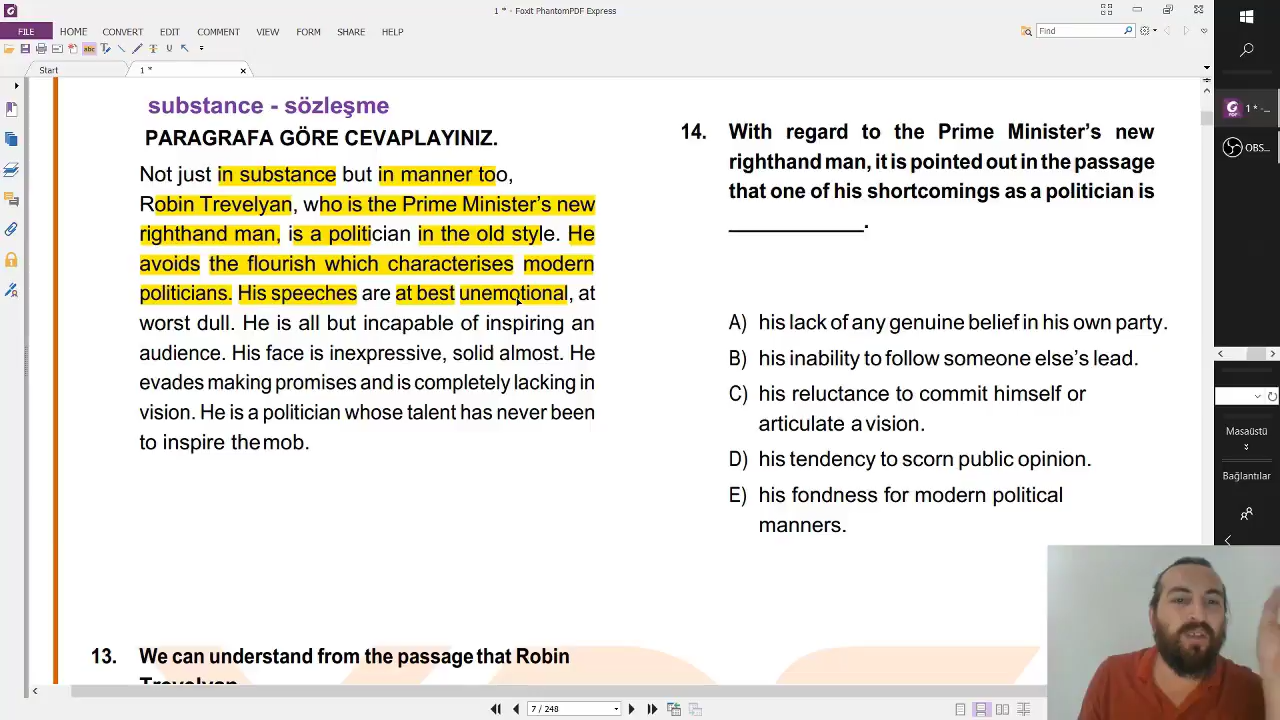 1 * - Foxit PhantomPDF Express
FILE HOME CONVERT EDIT COMMENT VIEW FORM SHARE HELP
Find
Start
1 *
substance - sözleşme
PARAGRAFA GÖRE CEVAPLAYINIZ.
Not just in substance but in manner too,
Robin Trevelyan, who is the Prime Minister's new
righthand man, is a politician in the old style. He
avoids the flourish which characterises modern
politicians. His speeches are at best unemotional, at
worst dull. He is all but incapable of inspiring an
audience. His face is inexpressive, solid almost. He
evades making promises and is completely lacking in
vision. He is a politician whose talent has never been
to inspire the mob.
13. We can understand from the passage that Robin
Trevelyan
14. With regard to the Prime Minister's new
righthand man, it is pointed out in the passage
that one of his shortcomings as a politician is
____________.
A) his lack of any genuine belief in his own party.
B) his inability to follow someone else's lead.
C) his reluctance to commit himself or
articulate a vision.
D) his tendency to scorn public opinion.
E) his fondness for modern political
manners.
7 / 248
1 * -...
OBS...
Masaüstü
Bağlantılar